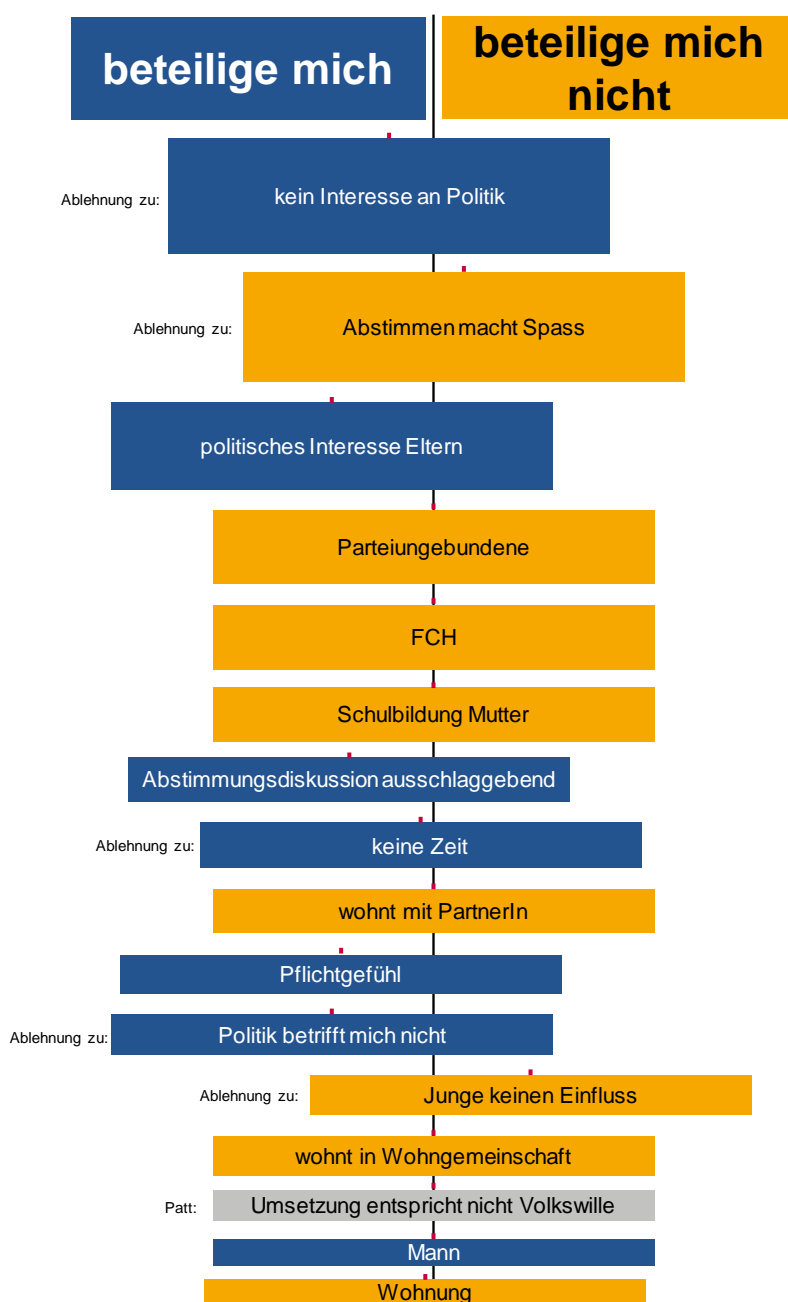 beteilige mich
beteilige mich
nicht
Ablehnung zu:
kein Interesse an Politik
Ablehnung zu:
Abstimmen macht Spass
politisches Interesse Eltern
Parteiungebundene
FCH
Schulbildung Mutter
Abstimmungsdiskussion ausschlaggebend
Ablehnung zu:
keine Zeit
wohnt mit PartnerIn
Pflichtgefühl
Ablehnung zu:
Politik betrifft mich nicht
Ablehnung zu:
Junge keinen Einfluss
wohnt in Wohngemeinschaft
Patt:
Umsetzung entspricht nicht Volkswille
Mann
Wohnung